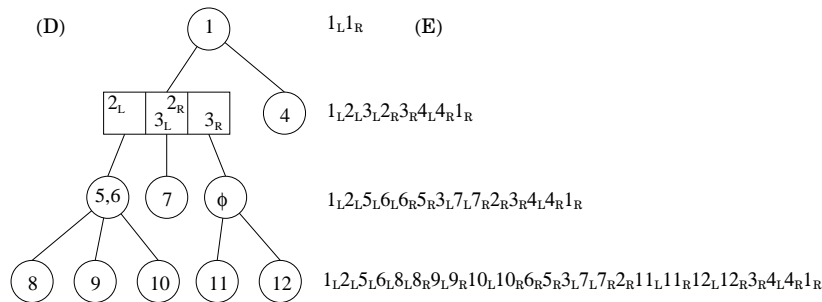 (D) 1 1L1R (E)
2L 2R 3L 3R 4 1L2L3L2R3R4L4R1R
5,6 7 ϕ 1L2L5L6L6R5R3L7L7R2R3R4L4R1R
8 9 10 11 12 1L2L5L6L8L8R9L9R10L10R6R5R3L7L7R2R11L11R12L12R3R4L4R1R